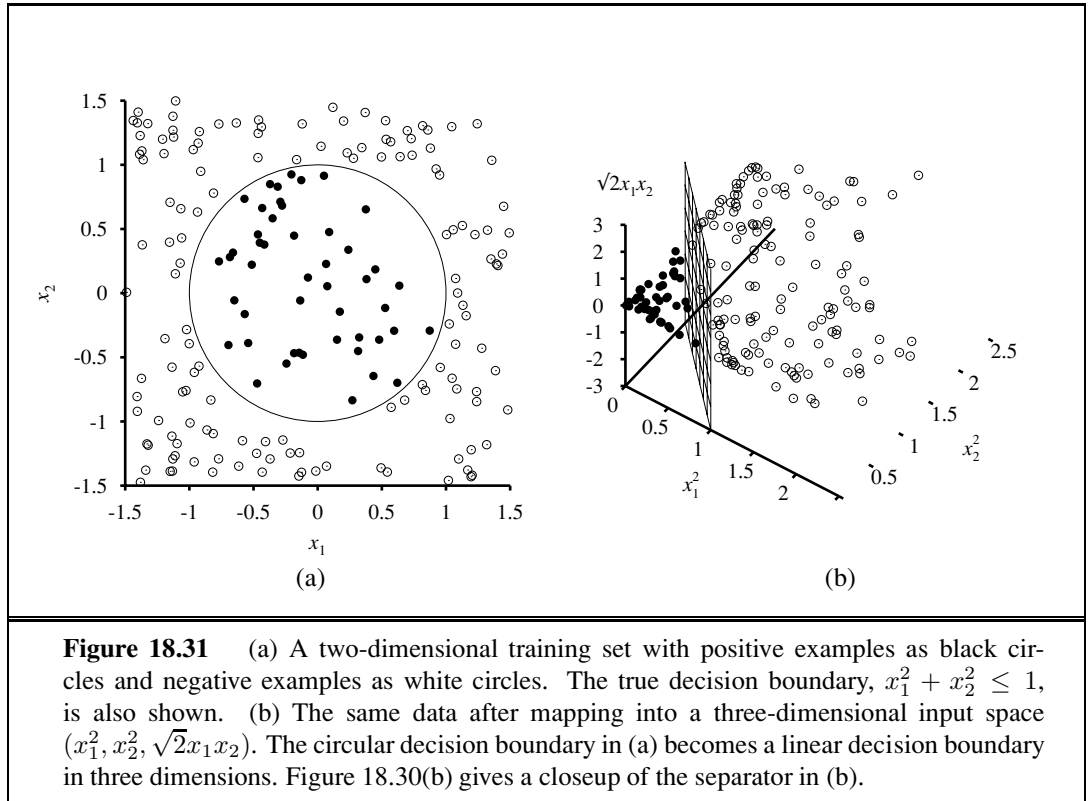 1.5
1
0.5
0
-0.5
-1
-1.5
x₂
-1.5 -1 -0.5 0 0.5 1 1.5
x₁
(a)
√2x₁x₂
3
2
1
0
-1
-2
-3
0
0.5
1
1.5
2
x₁²
0.5
1
1.5
2
2.5
x₂²
(b)
Figure 18.31 (a) A two-dimensional training set with positive examples as black cir-
cles and negative examples as white circles. The true decision boundary, x₁² + x₂² ≤ 1,
is also shown. (b) The same data after mapping into a three-dimensional input space
(x₁², x₂², √2x₁x₂). The circular decision boundary in (a) becomes a linear decision boundary
in three dimensions. Figure 18.30(b) gives a closeup of the separator in (b).